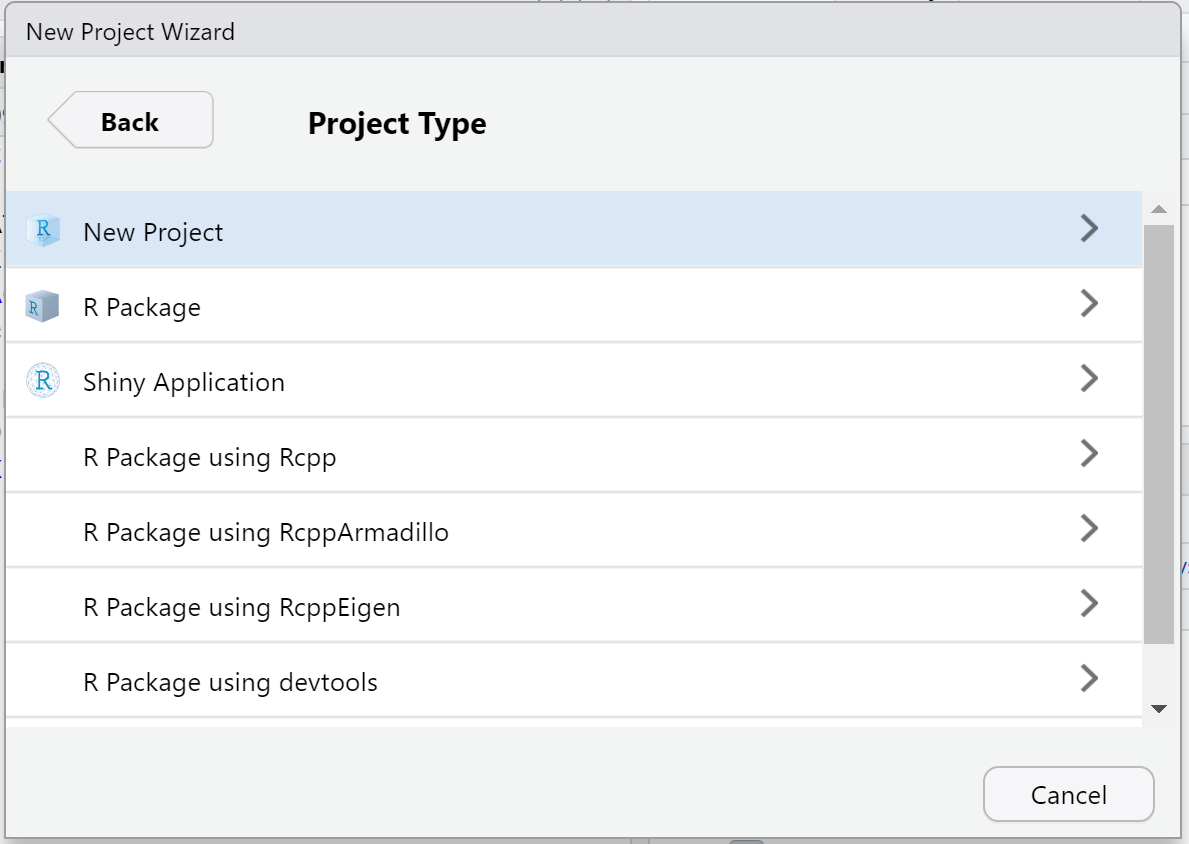 New Project Wizard
Back
Project Type
New Project
R Package
Shiny Application
R Package using Rcpp
R Package using RcppArmadillo
R Package using RcppEigen
R Package using devtools
Cancel